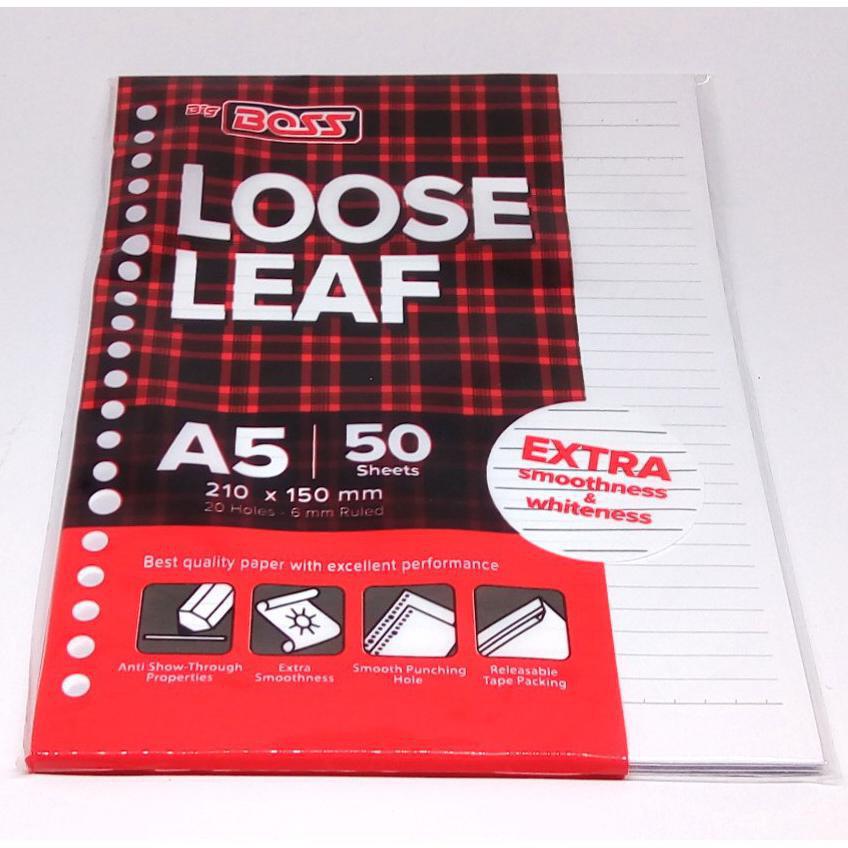 Big BOSS
LOOSE
LEAF
A5 | 50
Sheets
210 x 150 mm
20 Holes - 6 mm Ruled
EXTRA
smoothness
&
whiteness
Best quality paper with excellent performance
Anti Show-Through
Properties
Extra
Smoothness
Smooth Punching
Hole
Releasable
Tape Packing